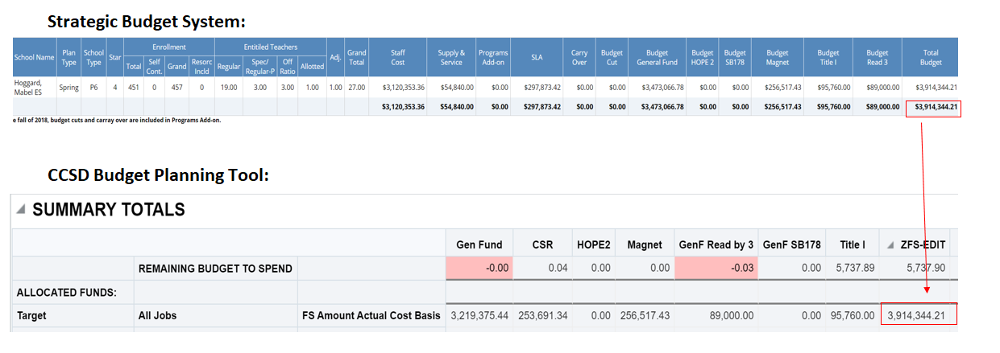 Strategic Budget System:
School Name Plan Type School Type Star Enrollment Entitiled Teachers Adj. Grand Total Staff Cost Supply & Service Programs Add-on SLA Carry Over Budget Cut Budget General Fund Budget HOPE 2 Budget SB178 Budget Magnet Budget Title I Budget Read 3 Total Budget
Total Self Cont. Grand Resorc Incld Regular Spec/ Regular-P Off Ratio Allotted
Hoggard, Mabel ES Spring P6 4 451 0 457 0 19.00 3.00 3.00 1.00 1.00 27.00 $3,120,353.36 $54,840.00 $0.00 $297,873.42 $0.00 $0.00 $3,473,066.78 $0.00 $0.00 $256,517.43 $95,760.00 $89,000.00 $3,914,344.21
$3,120,353.36 $54,840.00 $0.00 $297,873.42 $0.00 $0.00 $3,473,066.78 $0.00 $0.00 $256,517.43 $95,760.00 $89,000.00 $3,914,344.21
e fall of 2018, budget cuts and carray over are included in Programs Add-on.
CCSD Budget Planning Tool:
SUMMARY TOTALS
Gen Fund CSR HOPE2 Magnet GenF Read by 3 GenF SB178 Title I ZFS-EDIT
REMAINING BUDGET TO SPEND -0.00 0.04 0.00 0.00 -0.03 0.00 5,737.89 5,737.90
ALLOCATED FUNDS:
Target All Jobs FS Amount Actual Cost Basis 3,219,375.44 253,691.34 0.00 256,517.43 89,000.00 0.00 95,760.00 3,914,344.21